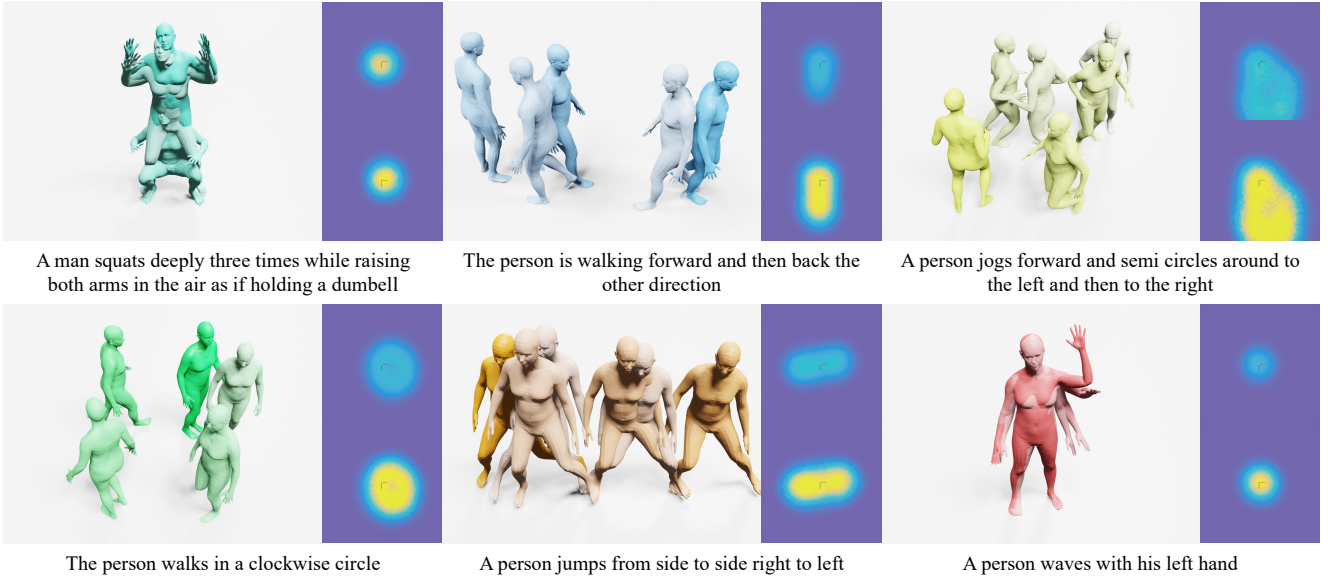 A man squats deeply three times while raising
both arms in the air as if holding a dumbell
The person is walking forward and then back the
other direction
A person jogs forward and semi circles around to
the left and then to the right
The person walks in a clockwise circle
A person jumps from side to side right to left
A person waves with his left hand